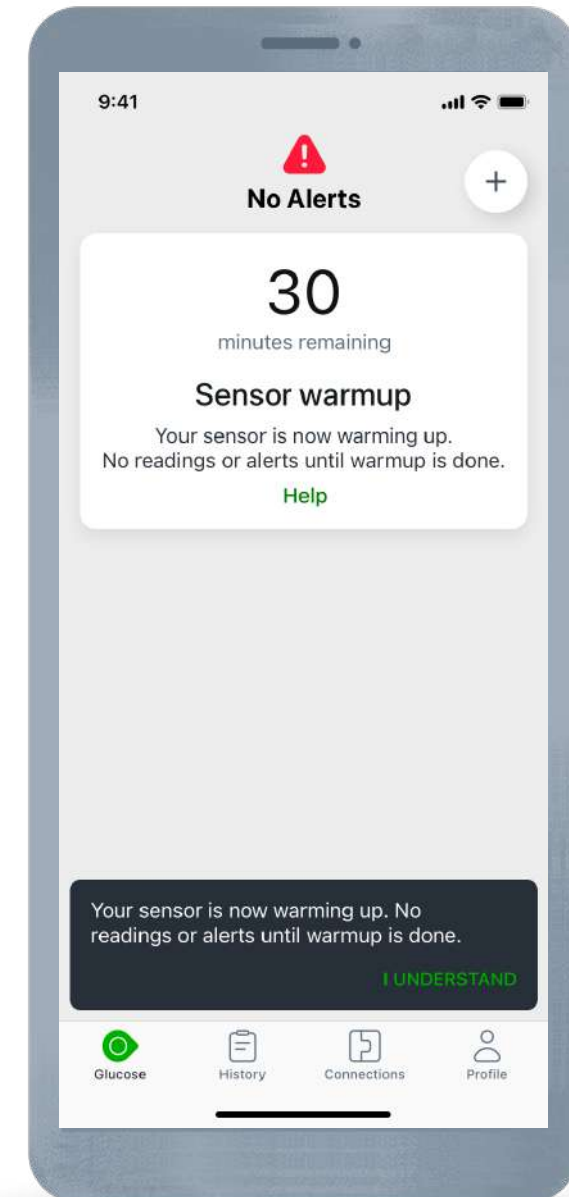 9:41
No Alerts
+
30
minutes remaining
Sensor warmup
Your sensor is now warming up.
No readings or alerts until warmup is done.
Help
Your sensor is now warming up. No
readings or alerts until warmup is done.
I UNDERSTAND
Glucose History Connections Profile